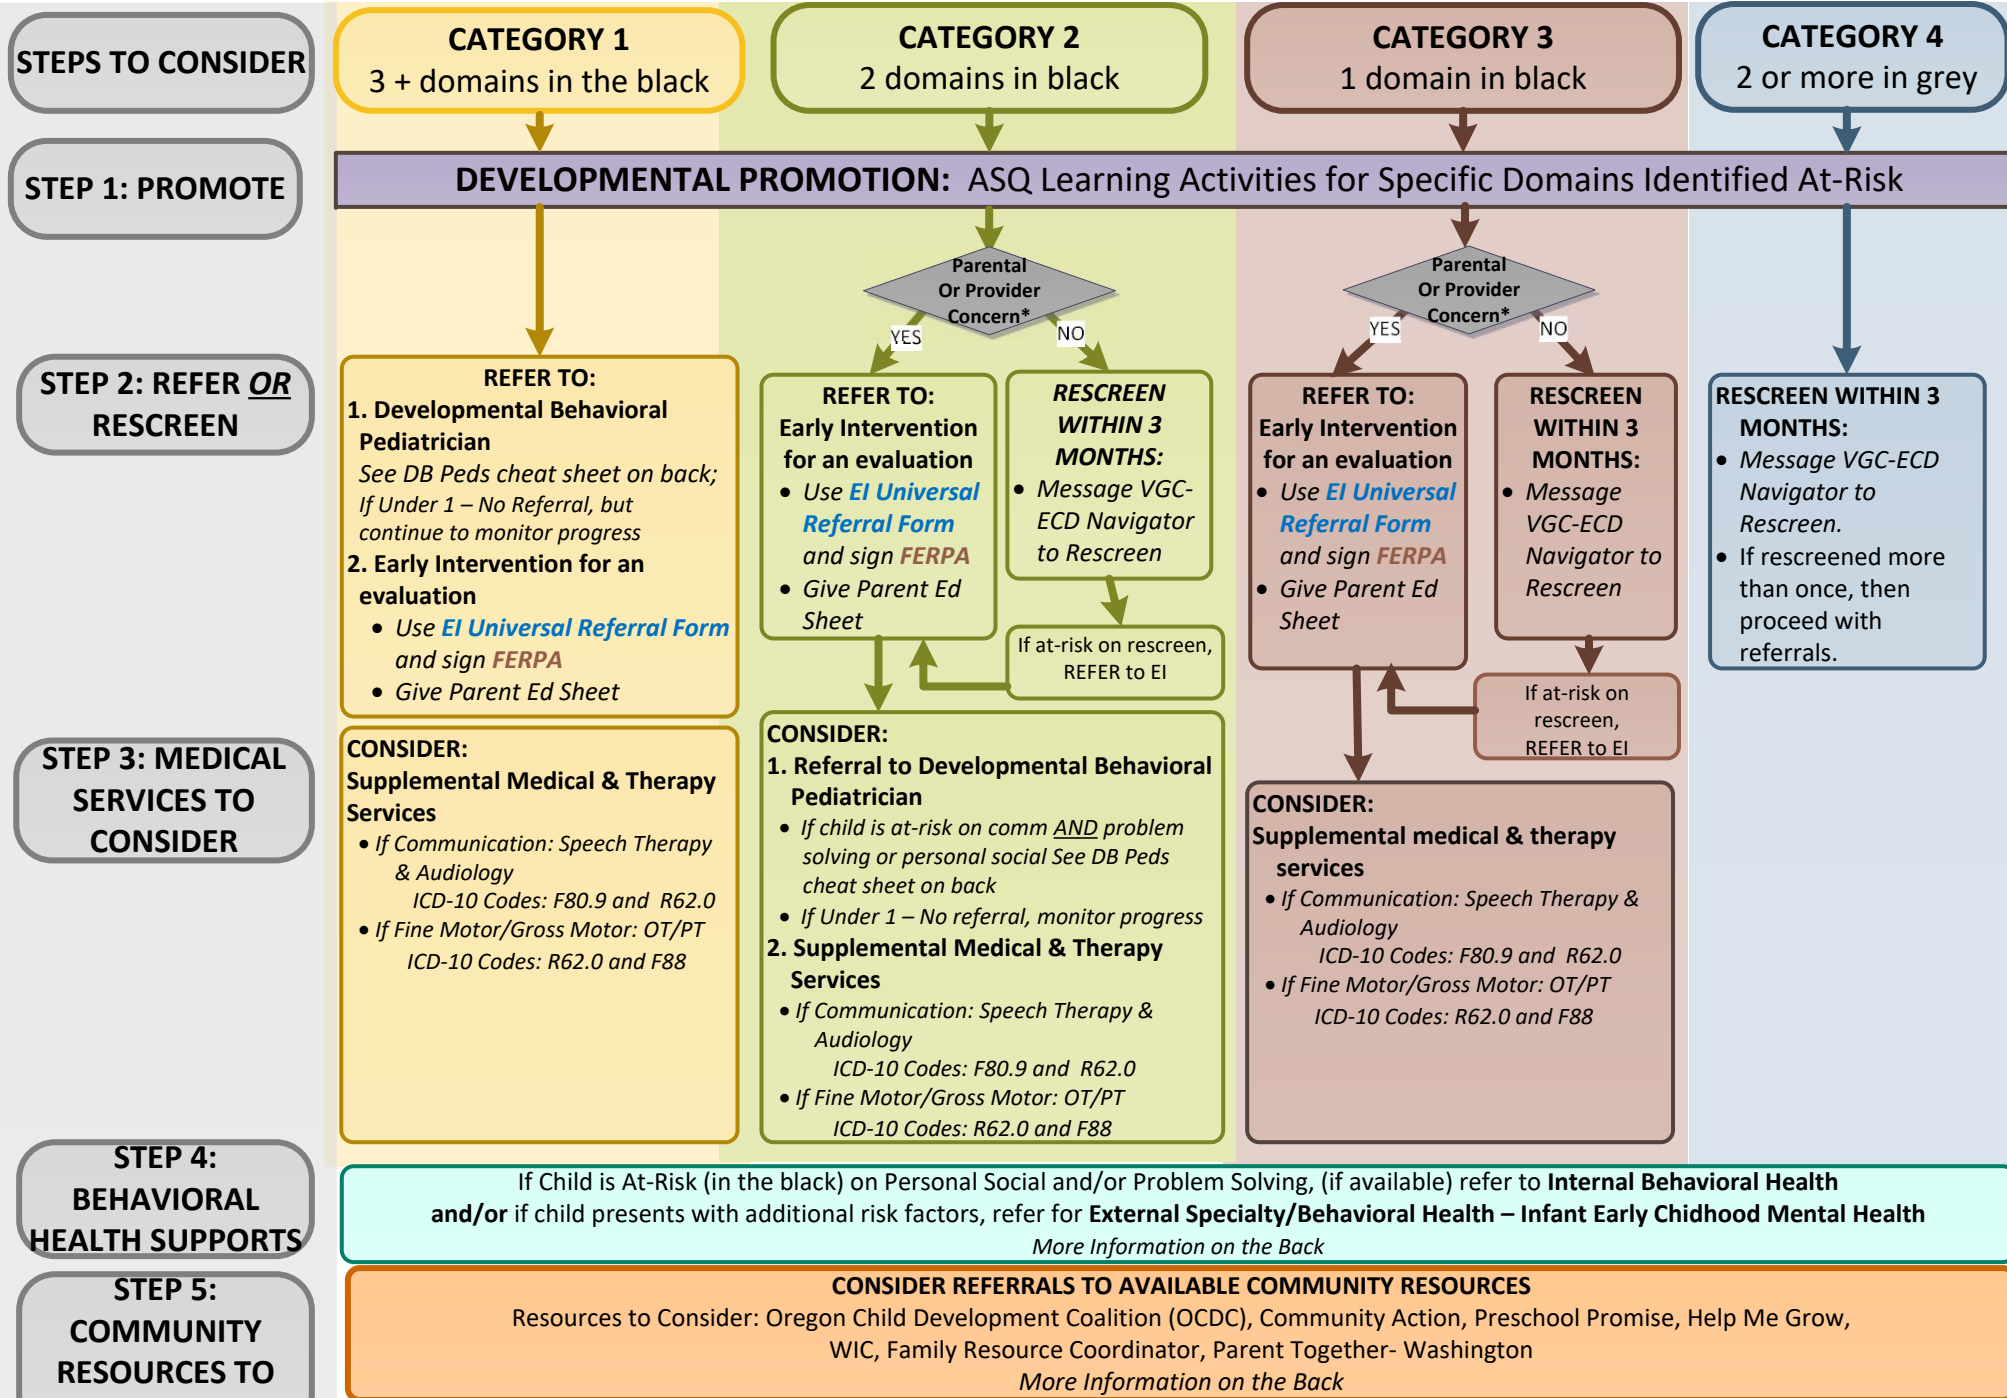 STEPS TO CONSIDER
CATEGORY 1
3 + domains in the black
CATEGORY 2
2 domains in black
CATEGORY 3
1 domain in black
CATEGORY 4
2 or more in grey
STEP 1: PROMOTE
DEVELOPMENTAL PROMOTION: ASQ Learning Activities for Specific Domains Identified At-Risk
Parental
Or Provider
Concern*
YES
NO
Parental
Or Provider
Concern*
YES
NO
STEP 2: REFER OR
RESCREEN
REFER TO:
1. Developmental Behavioral
Pediatrician
See DB Peds cheat sheet on back;
If Under 1 – No Referral, but
continue to monitor progress
2. Early Intervention for an
evaluation
• Use EI Universal Referral Form
and sign FERPA
• Give Parent Ed Sheet
REFER TO:
Early Intervention
for an evaluation
• Use EI Universal
Referral Form
and sign FERPA
• Give Parent Ed
Sheet
RESCREEN
WITHIN 3
MONTHS:
• Message VGC-
ECD Navigator
to Rescreen
If at-risk on rescreen,
REFER to EI
REFER TO:
Early Intervention
for an evaluation
• Use EI Universal
Referral Form
and sign FERPA
• Give Parent Ed
Sheet
RESCREEN
WITHIN 3
MONTHS:
• Message
VGC-ECD
Navigator to
Rescreen
If at-risk on
rescreen,
REFER to EI
RESCREEN WITHIN 3
MONTHS:
• Message VGC-ECD
Navigator to
Rescreen.
• If rescreened more
than once, then
proceed with
referrals.
STEP 3: MEDICAL
SERVICES TO
CONSIDER
CONSIDER:
Supplemental Medical & Therapy
Services
• If Communication: Speech Therapy
& Audiology
ICD-10 Codes: F80.9 and R62.0
• If Fine Motor/Gross Motor: OT/PT
ICD-10 Codes: R62.0 and F88
CONSIDER:
1. Referral to Developmental Behavioral
Pediatrician
• If child is at-risk on comm AND problem
solving or personal social See DB Peds
cheat sheet on back
• If Under 1 – No referral, monitor progress
2. Supplemental Medical & Therapy
Services
• If Communication: Speech Therapy &
Audiology
ICD-10 Codes: F80.9 and R62.0
• If Fine Motor/Gross Motor: OT/PT
ICD-10 Codes: R62.0 and F88
CONSIDER:
Supplemental medical & therapy
services
• If Communication: Speech Therapy &
Audiology
ICD-10 Codes: F80.9 and R62.0
• If Fine Motor/Gross Motor: OT/PT
ICD-10 Codes: R62.0 and F88
STEP 4:
BEHAVIORAL
HEALTH SUPPORTS
If Child is At-Risk (in the black) on Personal Social and/or Problem Solving, (if available) refer to Internal Behavioral Health
and/or if child presents with additional risk factors, refer for External Specialty/Behavioral Health – Infant Early Chidhood Mental Health
More Information on the Back
STEP 5:
COMMUNITY
RESOURCES TO
CONSIDER REFERRALS TO AVAILABLE COMMUNITY RESOURCES
Resources to Consider: Oregon Child Development Coalition (OCDC), Community Action, Preschool Promise, Help Me Grow,
WIC, Family Resource Coordinator, Parent Together- Washington
More Information on the Back